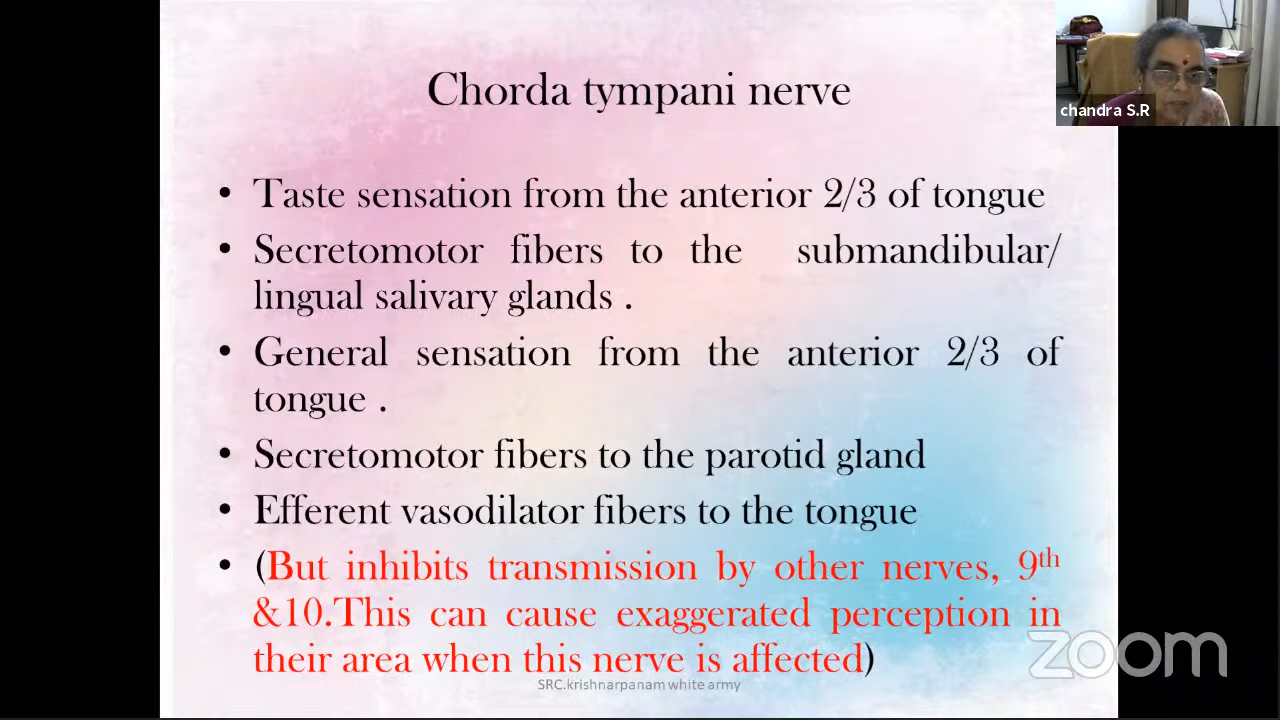 Chorda tympani nerve
chandra S.R
• Taste sensation from the anterior 2/3 of tongue
• Secretomotor fibers to the submandibular/
lingual salivary glands .
• General sensation from the anterior 2/3 of
tongue .
• Secretomotor fibers to the parotid gland
• Efferent vasodilator fibers to the tongue
• (But inhibits transmission by other nerves, 9th
&10.This can cause exaggerated perception in
their area when this nerve is affected)
zoom
SRC.krishnarpanam white army